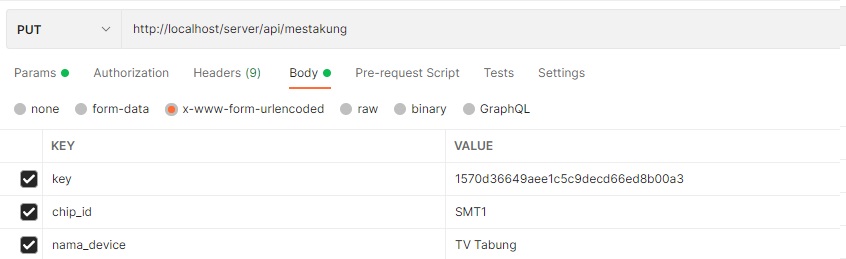 PUT http://localhost/server/api/mestakung
Params Authorization Headers (9) Body Pre-request Script Tests Settings
none form-data x-www-form-urlencoded raw binary GraphQL
KEY VALUE
key 1570d36649aee1c5c9decd66ed8b00a3
chip_id SMT1
nama_device TV Tabung